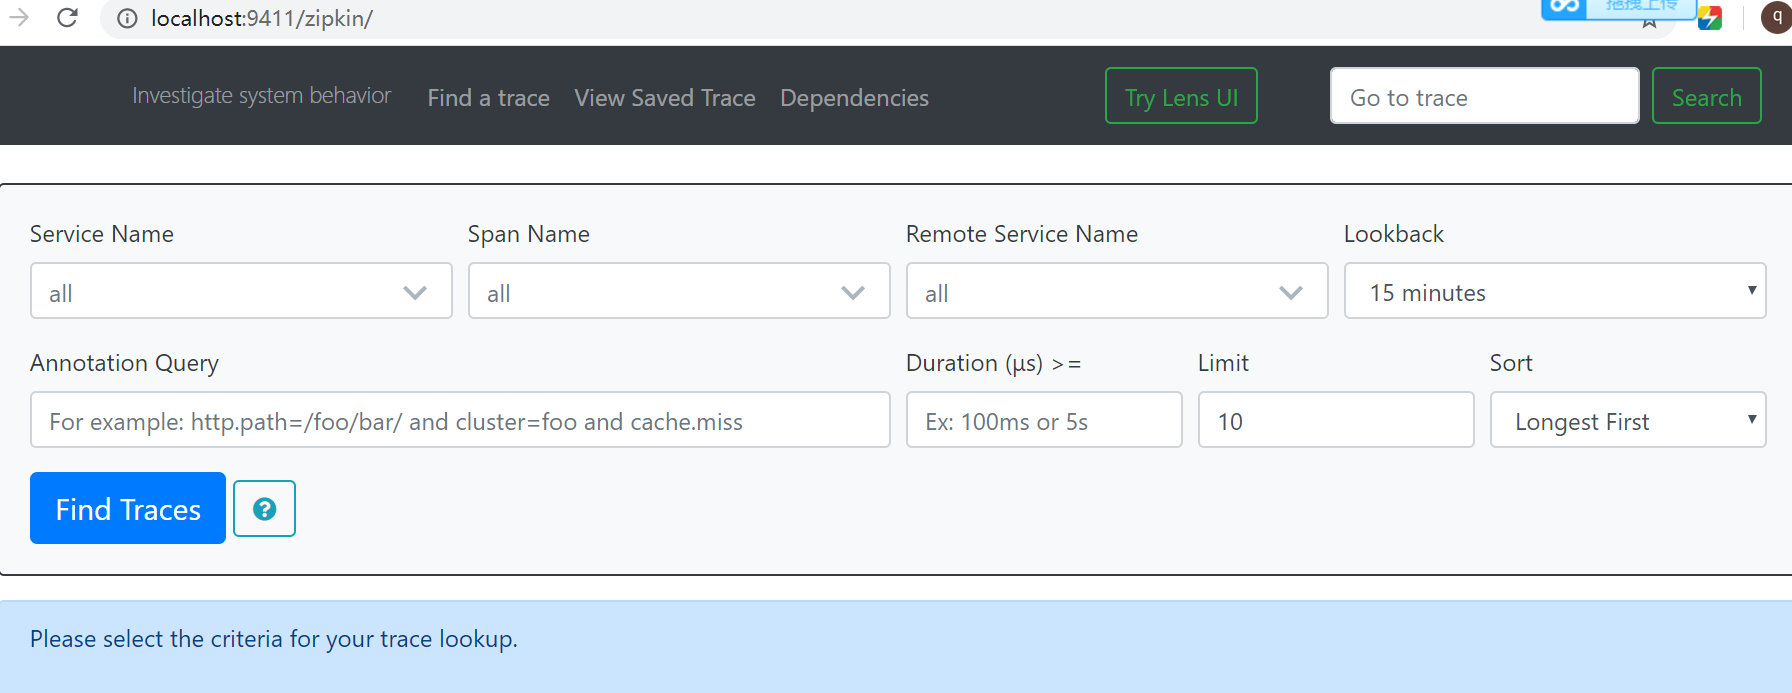 localhost:9411/zipkin/
拖拽上传
q
Investigate system behavior Find a trace View Saved Trace Dependencies Try Lens UI Go to trace Search
Service Name Span Name Remote Service Name Lookback
all all all 15 minutes
Annotation Query Duration (μs) >= Limit Sort
For example: http.path=/foo/bar/ and cluster=foo and cache.miss Ex: 100ms or 5s 10 Longest First
Find Traces ?
Please select the criteria for your trace lookup.